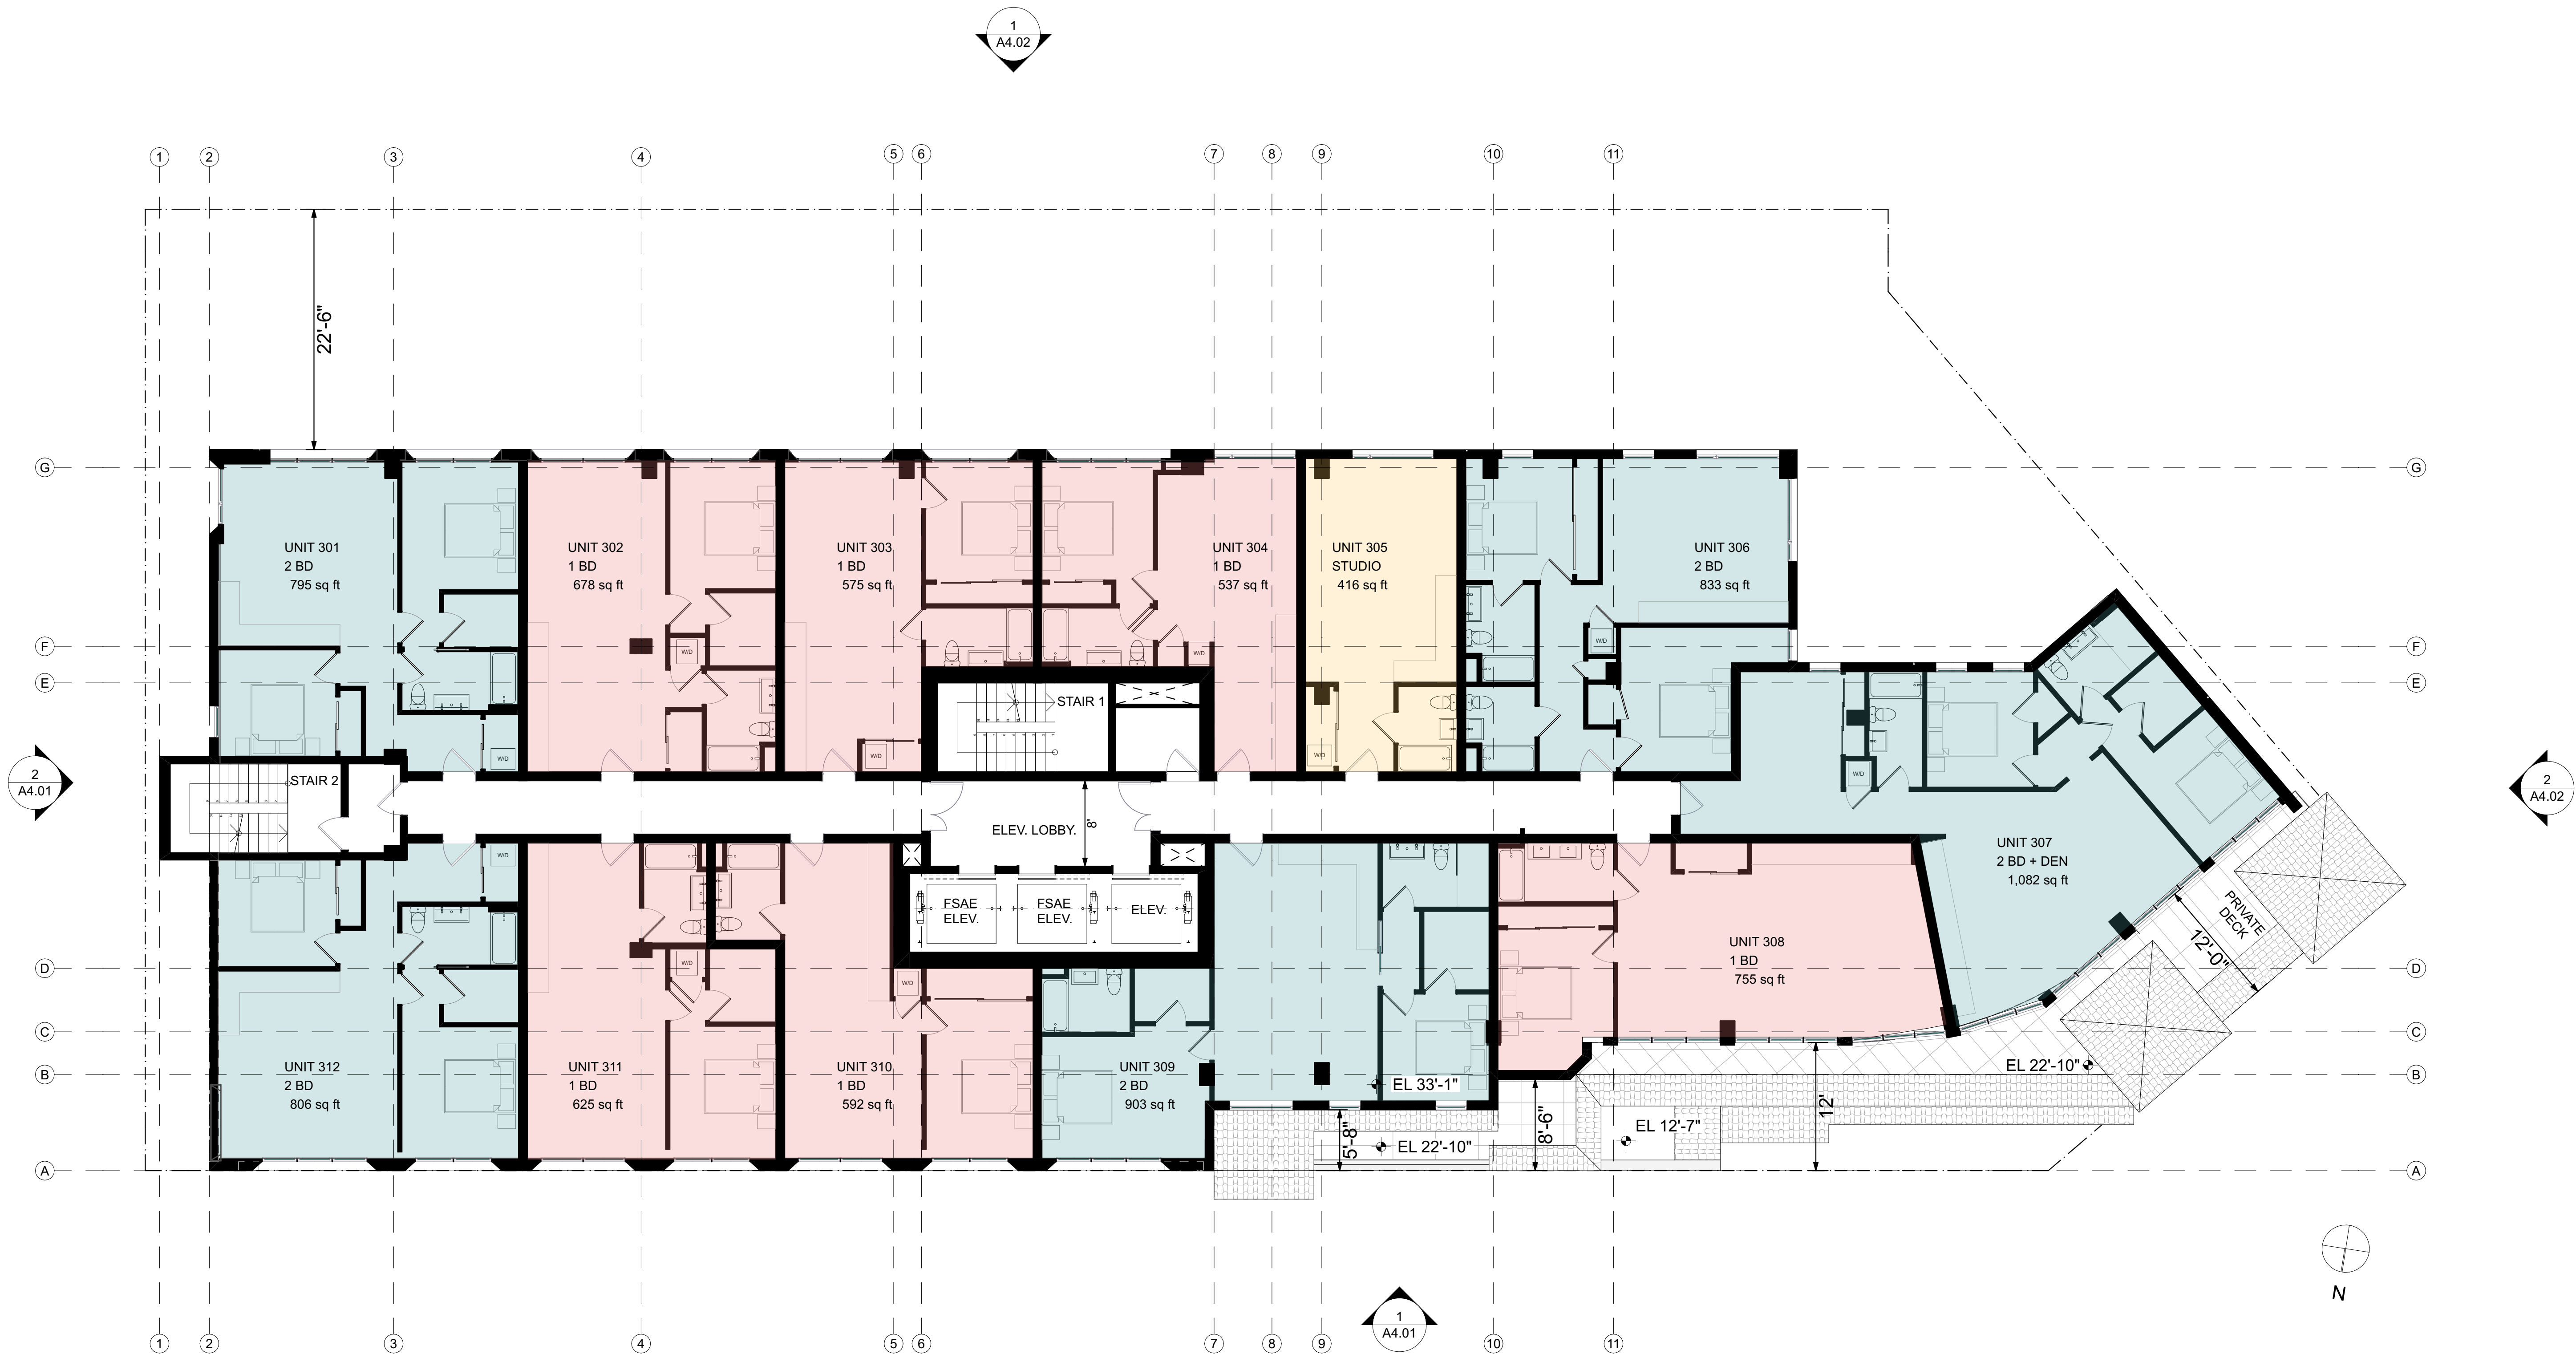 1
A4.02
1 2 3 4 5 6 7 8 9 10 11
22'-6"
G G
UNIT 301
2 BD
795 sq ft
UNIT 302
1 BD
678 sq ft
UNIT 303
1 BD
575 sq ft
UNIT 304
1 BD
537 sq ft
UNIT 305
STUDIO
416 sq ft
UNIT 306
2 BD
833 sq ft
F F
W/D
W/D
W/D
E E
STAIR 1
W/D
W/D
W/D
W/D
2
A4.01
STAIR 2
2
A4.02
ELEV. LOBBY.
8'
W/D
UNIT 307
2 BD + DEN
1,082 sq ft
FSAE
ELEV.
FSAE
ELEV.
ELEV.
PRIVATE
DECK
12'-0"
UNIT 308
1 BD
755 sq ft
D D
W/D
W/D
C C
UNIT 312
2 BD
806 sq ft
UNIT 311
1 BD
625 sq ft
UNIT 310
1 BD
592 sq ft
UNIT 309
2 BD
903 sq ft
B B
EL 33'-1"
EL 22'-10"
12'
8'-6"
5'-8"
EL 12'-7"
EL 22'-10"
A A
N
1
A4.01
1 2 3 4 5 6 7 8 9 10 11